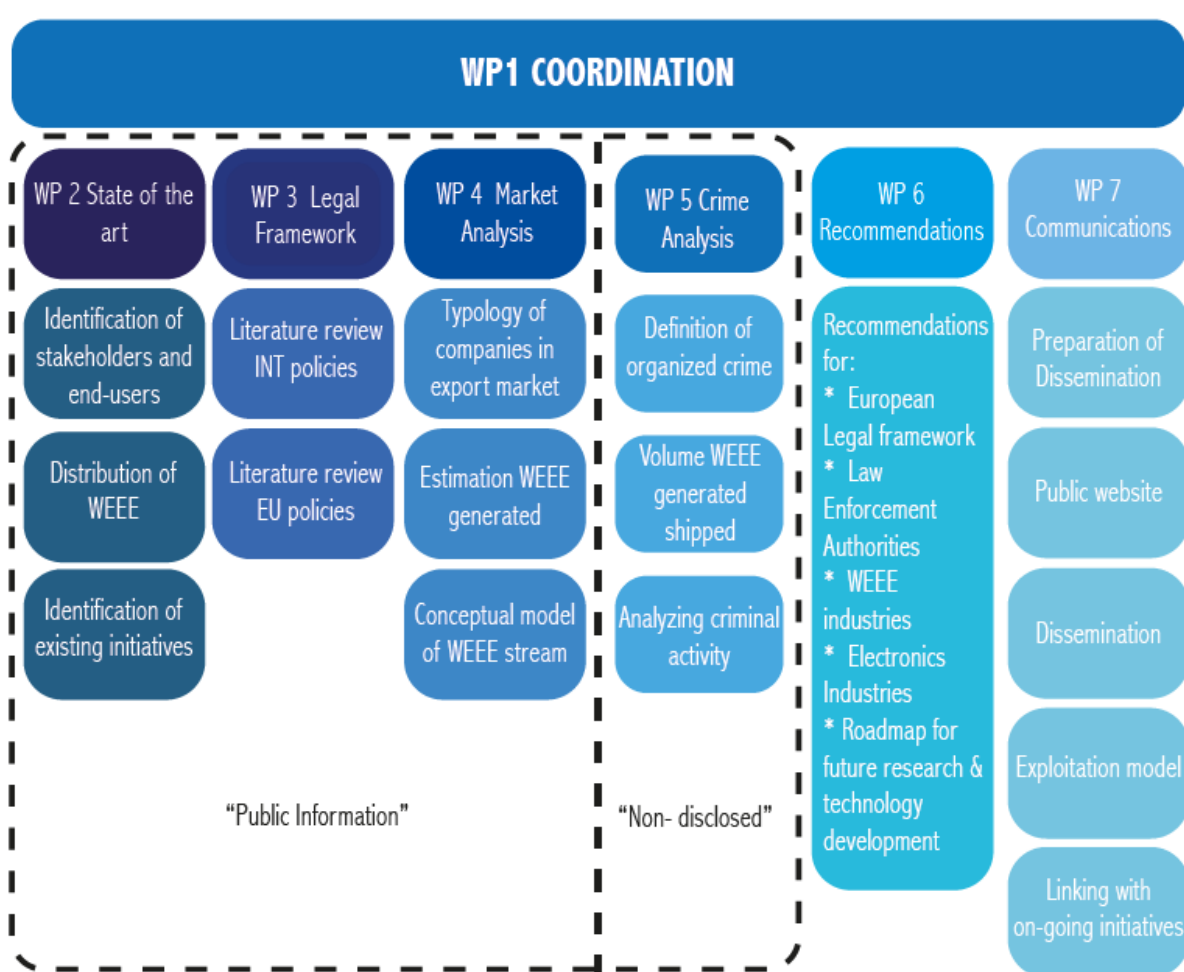 WP1 COORDINATION
WP 2 State of the
art
Identification of
stakeholders and
end-users
Distribution of
WEEE
Identification of
existing initiatives
WP 3 Legal
Framework
Literature review
INT policies
Literature review
EU policies
WP 4 Market
Analysis
Typology of
companies in
export market
Estimation WEEE
generated
Conceptual model
of WEEE stream
“Public Information”
WP 5 Crime
Analysis
Definition of
organized crime
Volume WEEE
generated
shipped
Analyzing criminal
activity
“Non- disclosed”
WP 6
Recommendations
Recommendations
for:
* European
Legal framework
* Law
Enforcement
Authorities
* WEEE
industries
* Electronics
Industries
* Roadmap for
future research &
technology
development
WP 7
Communications
Preparation of
Dissemination
Public website
Dissemination
Exploitation model
Linking with
on-going initiatives